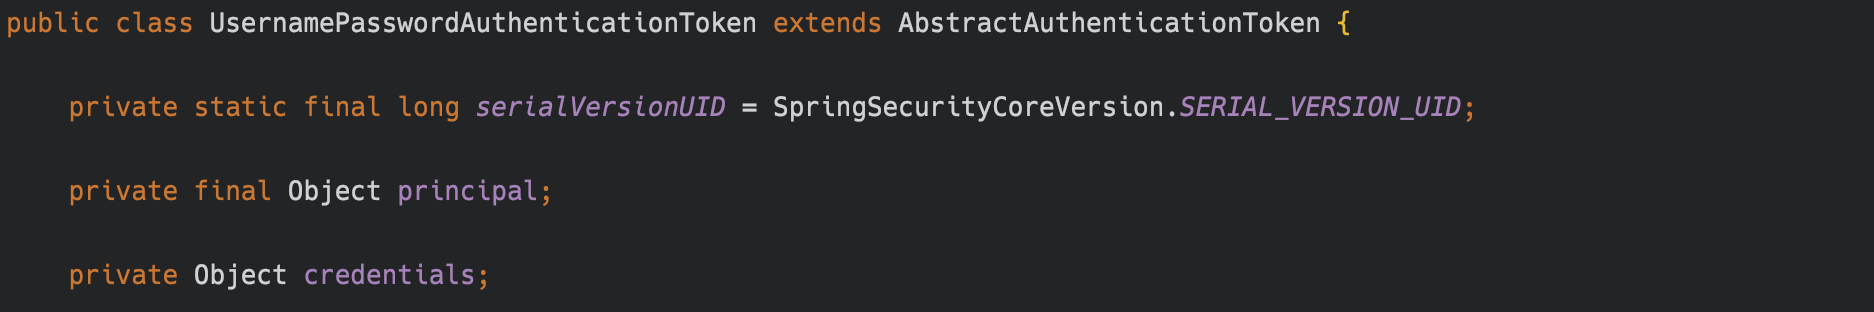 public class UsernamePasswordAuthenticationToken extends AbstractAuthenticationToken {
private static final long serialVersionUID = SpringSecurityCoreVersion.SERIAL_VERSION_UID;
private final Object principal;
private Object credentials;